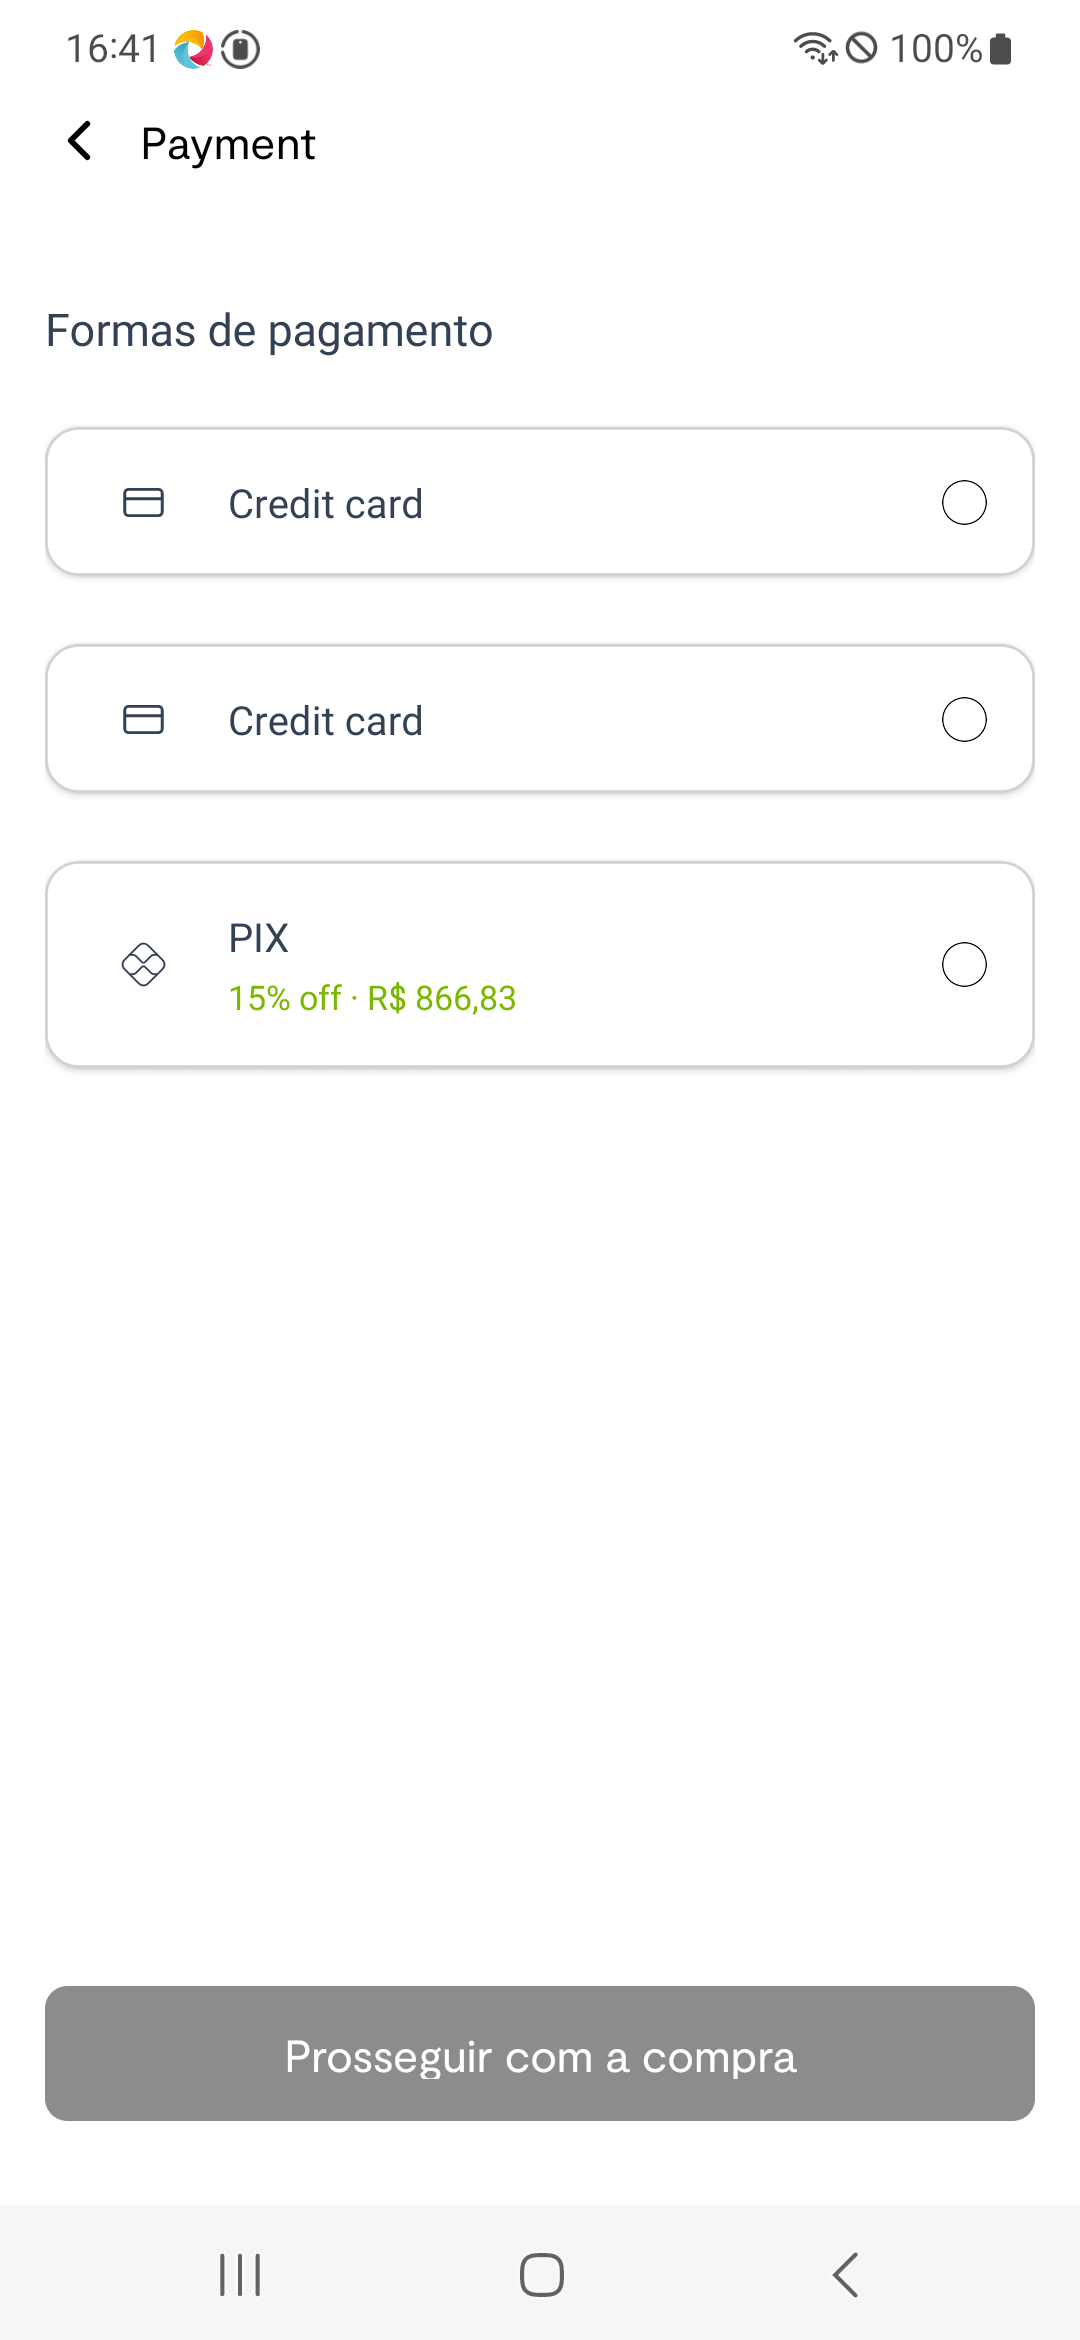 16:41
100%
Payment
Formas de pagamento
Credit card
Credit card
PIX
15% off · R$ 866,83
Prosseguir com a compra